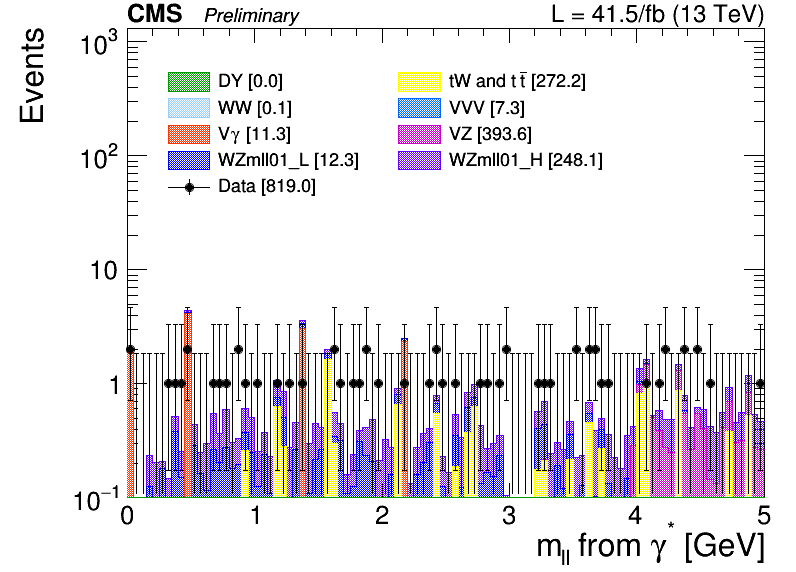 CMS Preliminary L = 41.5/fb (13 TeV)
Events
10³
10²
10
1
10⁻¹
DY [0.0]
tW and tt̅ [272.2]
WW [0.1]
VVV [7.3]
Vγ [11.3]
VZ [393.6]
WZmll01_L [12.3]
WZmll01_H [248.1]
Data [819.0]
0 1 2 3 4 5
m_ll from γ* [GeV]